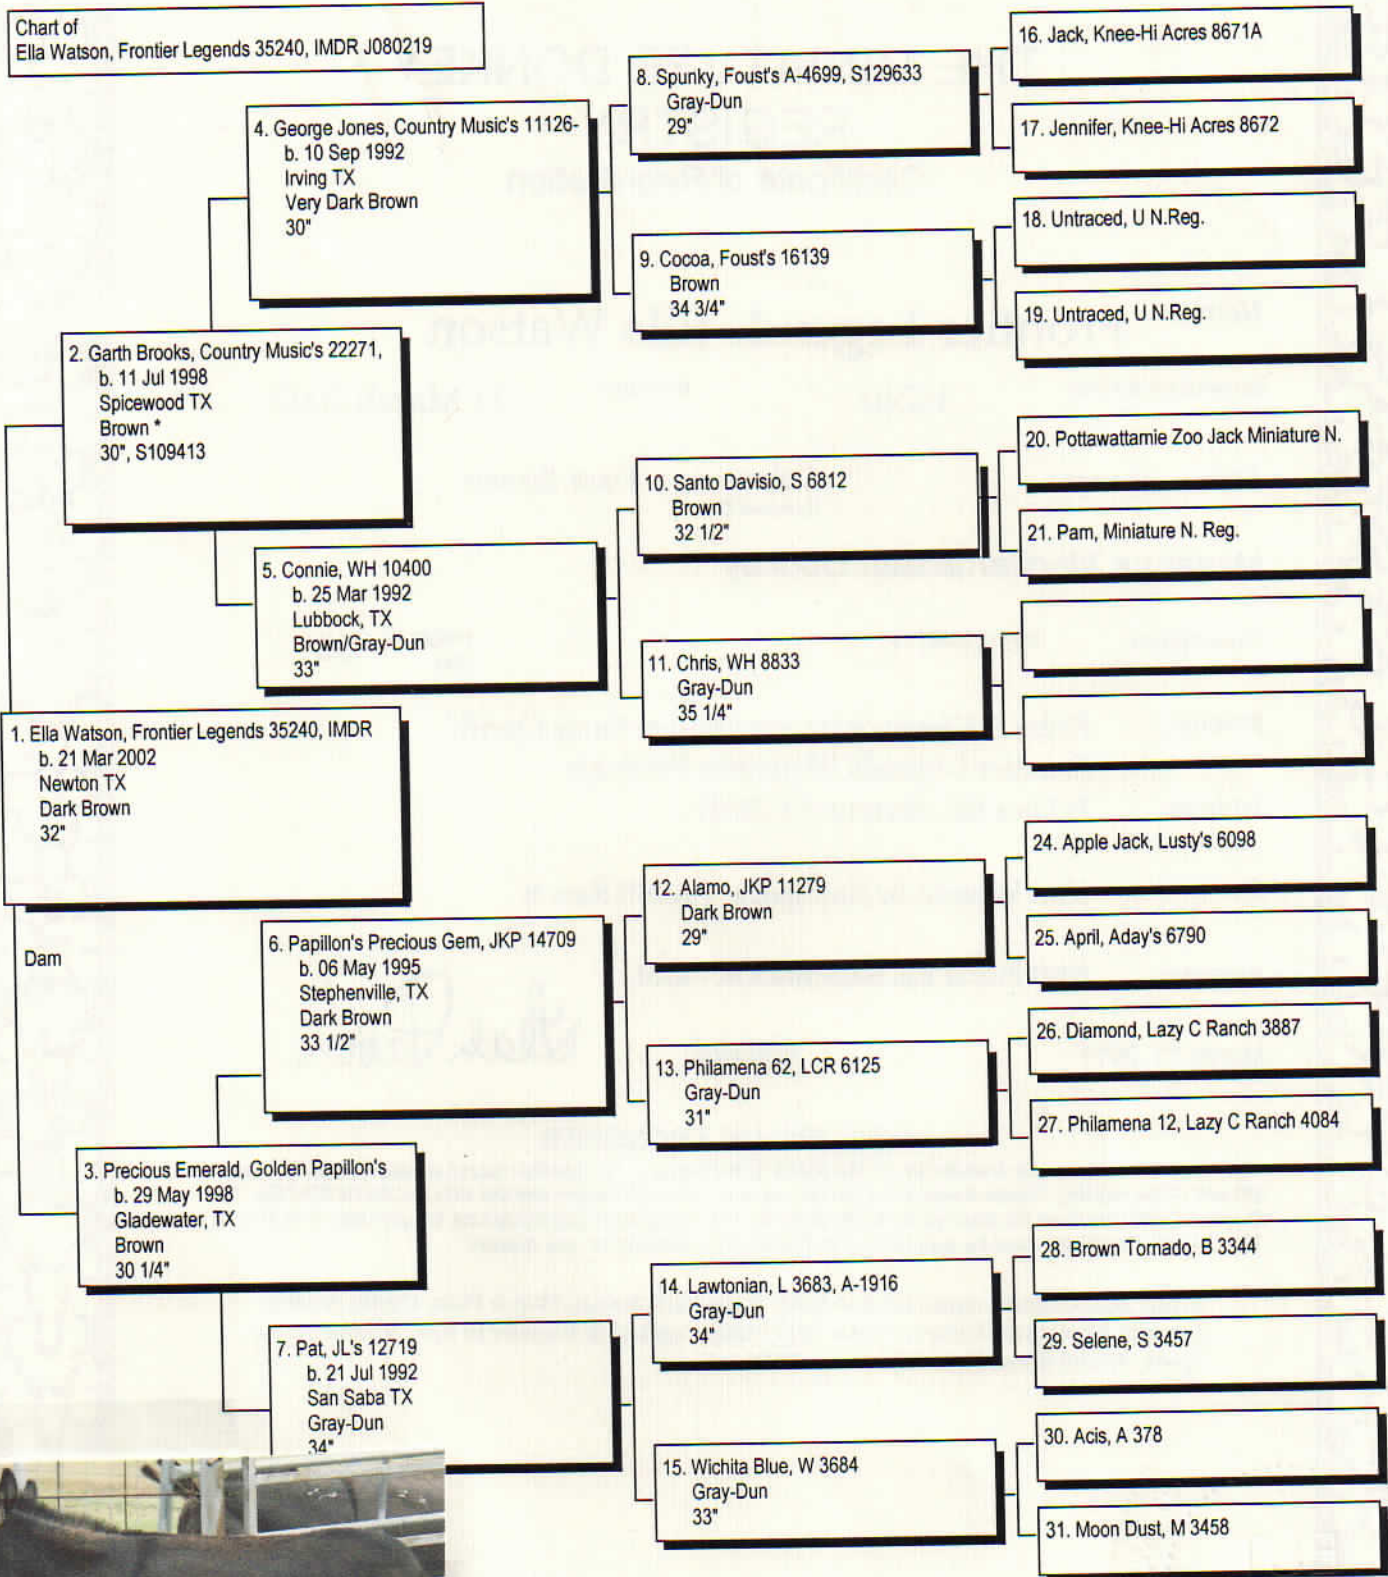 Chart of
Ella Watson, Frontier Legends 35240, IMDR J080219
1. Ella Watson, Frontier Legends 35240, IMDR
b. 21 Mar 2002
Newton TX
Dark Brown
32"
Dam
2. Garth Brooks, Country Music's 22271,
b. 11 Jul 1998
Spicewood TX
Brown *
30", S109413
3. Precious Emerald, Golden Papillon's
b. 29 May 1998
Gladewater, TX
Brown
30 1/4"
4. George Jones, Country Music's 11126-
b. 10 Sep 1992
Irving TX
Very Dark Brown
30"
5. Connie, WH 10400
b. 25 Mar 1992
Lubbock, TX
Brown/Gray-Dun
33"
6. Papillon's Precious Gem, JKP 14709
b. 06 May 1995
Stephenville, TX
Dark Brown
33 1/2"
7. Pat, JL's 12719
b. 21 Jul 1992
San Saba TX
Gray-Dun
34"
8. Spunky, Foust's A-4699, S129633
Gray-Dun
29"
9. Cocoa, Foust's 16139
Brown
34 3/4"
10. Santo Davisio, S 6812
Brown
32 1/2"
11. Chris, WH 8833
Gray-Dun
35 1/4"
12. Alamo, JKP 11279
Dark Brown
29"
13. Philamena 62, LCR 6125
Gray-Dun
31"
14. Lawtonian, L 3683, A-1916
Gray-Dun
34"
15. Wichita Blue, W 3684
Gray-Dun
33"
16. Jack, Knee-Hi Acres 8671A
17. Jennifer, Knee-Hi Acres 8672
18. Untraced, U N.Reg.
19. Untraced, U N.Reg.
20. Pottawattamie Zoo Jack Miniature N.
21. Pam, Miniature N. Reg.
24. Apple Jack, Lusty's 6098
25. April, Aday's 6790
26. Diamond, Lazy C Ranch 3887
27. Philamena 12, Lazy C Ranch 4084
28. Brown Tornado, B 3344
29. Selene, S 3457
30. Acis, A 378
31. Moon Dust, M 3458